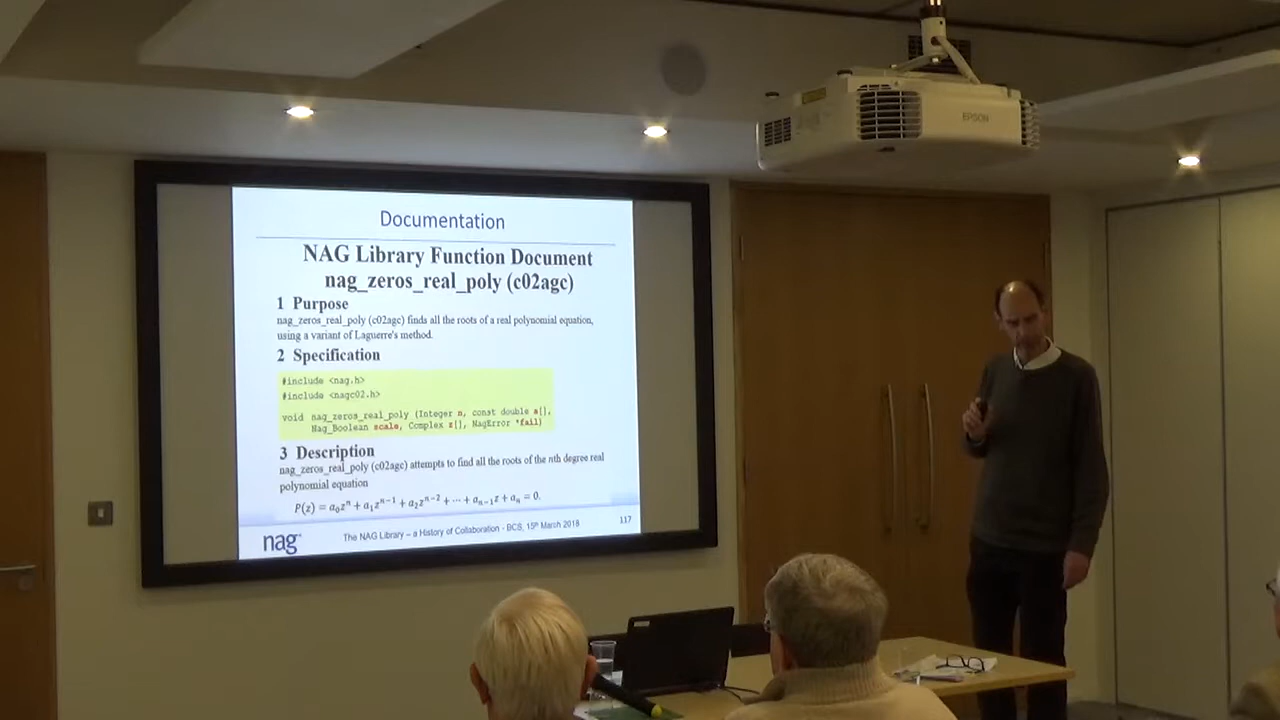 EPSON
Documentation
NAG Library Function Document
nag_zeros_real_poly (c02agc)
1 Purpose
nag_zeros_real_poly (c02agc) finds all the roots of a real polynomial equation,
using a variant of Laguerre's method.
2 Specification
#include <nag.h>
#include <nagc02.h>
void nag_zeros_real_poly (Integer n, const double a[],
Nag_Boolean scale, Complex z[], NagError *fail)
3 Description
nag_zeros_real_poly (c02agc) attempts to find all the roots of the nth degree real
polynomial equation
P(z) = a₀zⁿ + a₁zⁿ⁻¹ + a₂zⁿ⁻² + ⋯ + aₙ₋₁z + aₙ = 0.
nag
The NAG Library – a History of Collaboration - BCS, 15th March 2018
117